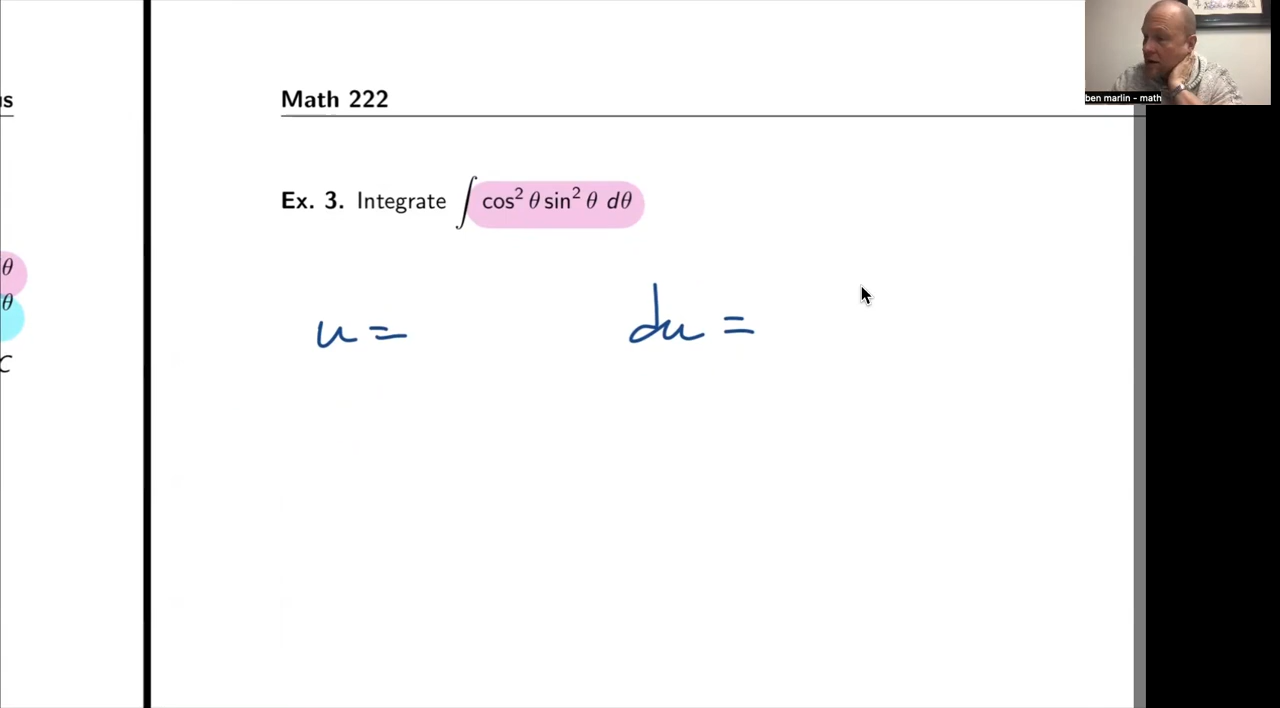 s
Math 222
ben marlin - math
Ex. 3. Integrate ∫ cos² θ sin² θ dθ
θ
θ
u = du =
C